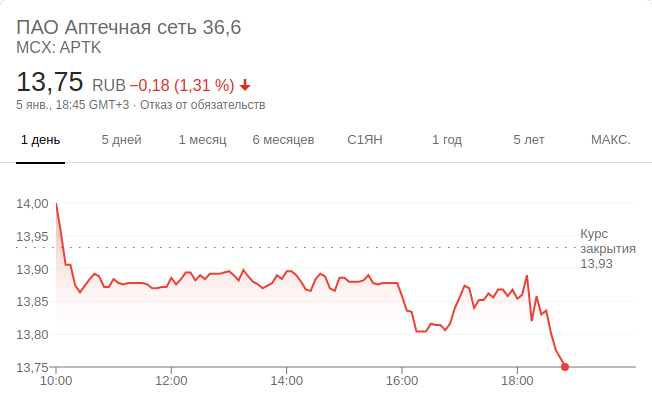 ПАО Аптечная сеть 36,6
MCX: APTK
13,75 RUB −0,18 (1,31 %)
5 янв., 18:45 GMT+3 · Отказ от обязательств
1 день 5 дней 1 месяц 6 месяцев С1ЯН 1 год 5 лет МАКС.
14,00
13,95
Курс
закрытия
13,93
13,90
13,85
13,80
13,75
10:00 12:00 14:00 16:00 18:00